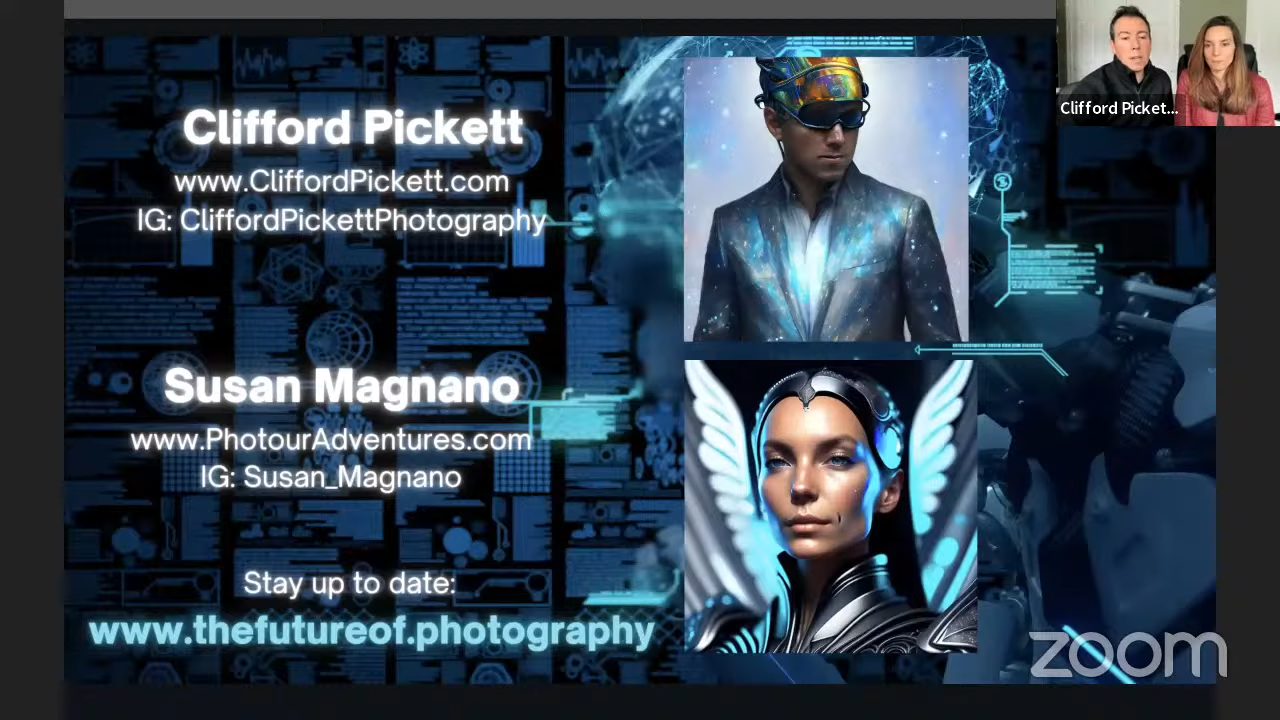 Clifford Pickett
www.CliffordPickett.com
IG: CliffordPickettPhotography
Susan Magnano
www.PhotourAdventures.com
IG: Susan_Magnano
Stay up to date:
www.thefutureof.photography
Clifford Picket...
zoom